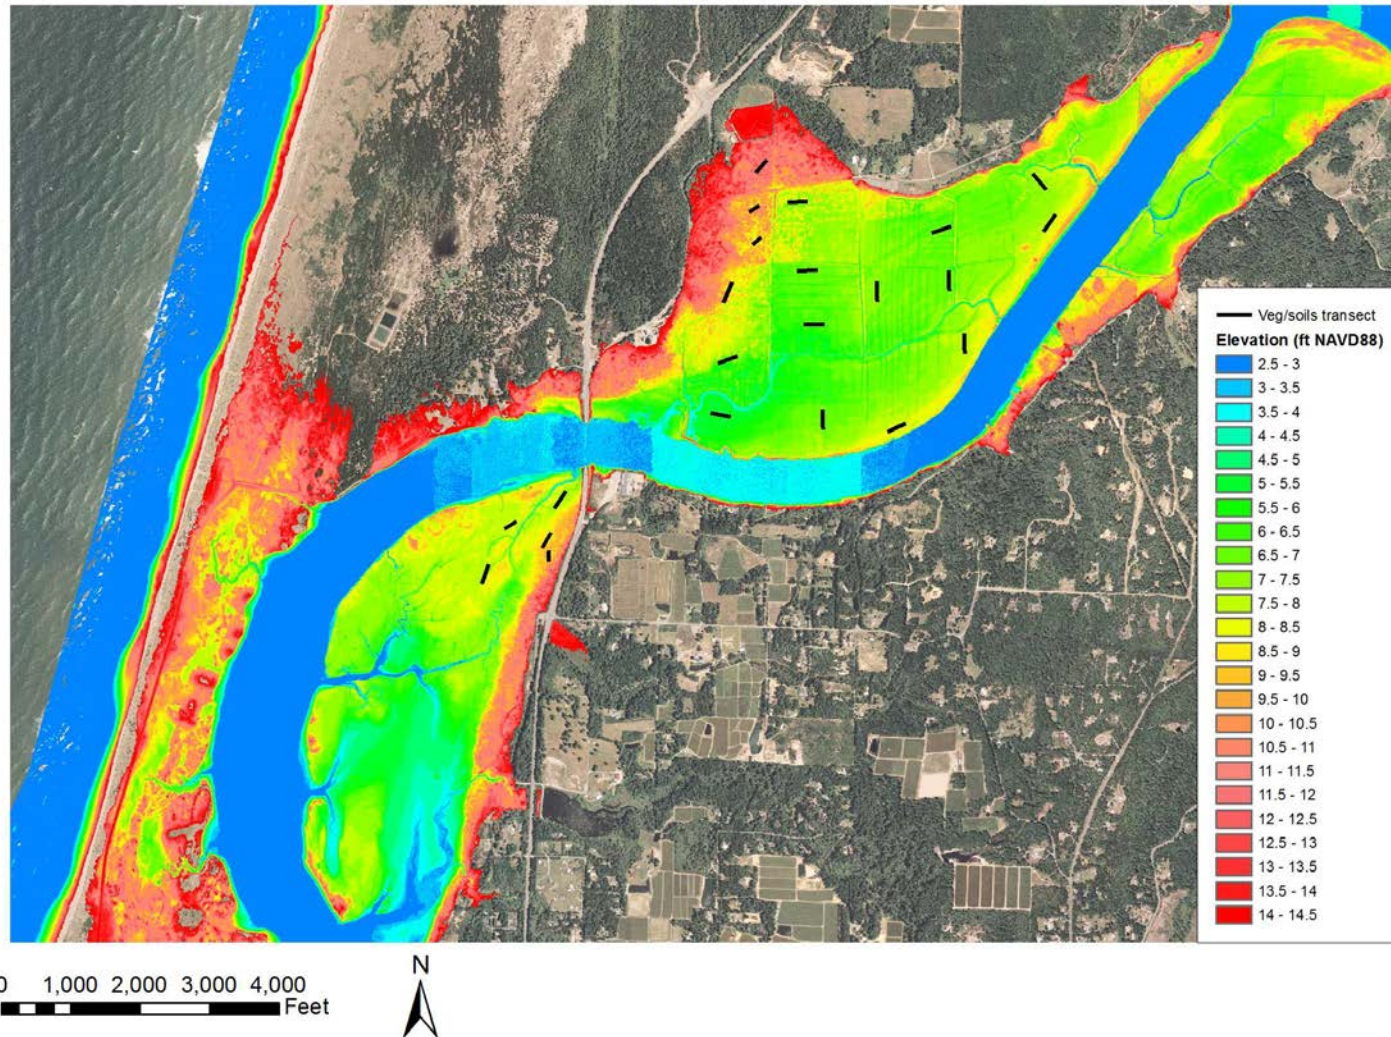 Veg/soils transect
Elevation (ft NAVD88)
2.5 - 3
3 - 3.5
3.5 - 4
4 - 4.5
4.5 - 5
5 - 5.5
5.5 - 6
6 - 6.5
6.5 - 7
7 - 7.5
7.5 - 8
8 - 8.5
8.5 - 9
9 - 9.5
9.5 - 10
10 - 10.5
10.5 - 11
11 - 11.5
11.5 - 12
12 - 12.5
12.5 - 13
13 - 13.5
13.5 - 14
14 - 14.5
N
0 1,000 2,000 3,000 4,000
Feet